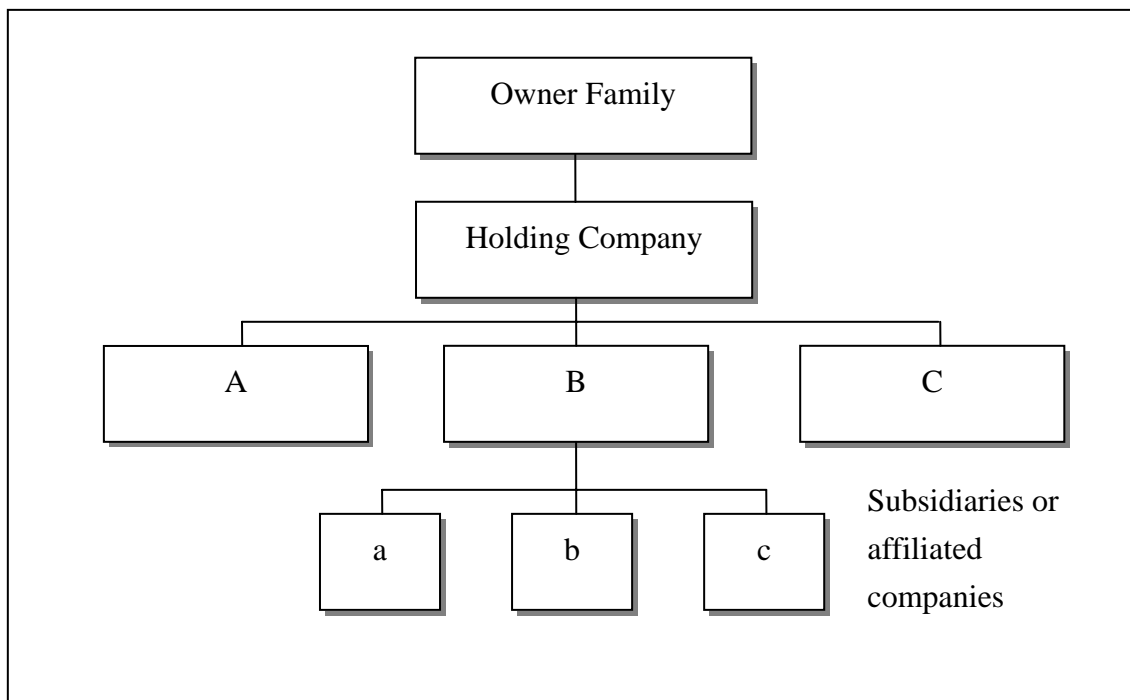 Owner Family
Holding Company
A
B
C
a
b
c
Subsidiaries or
affiliated
companies